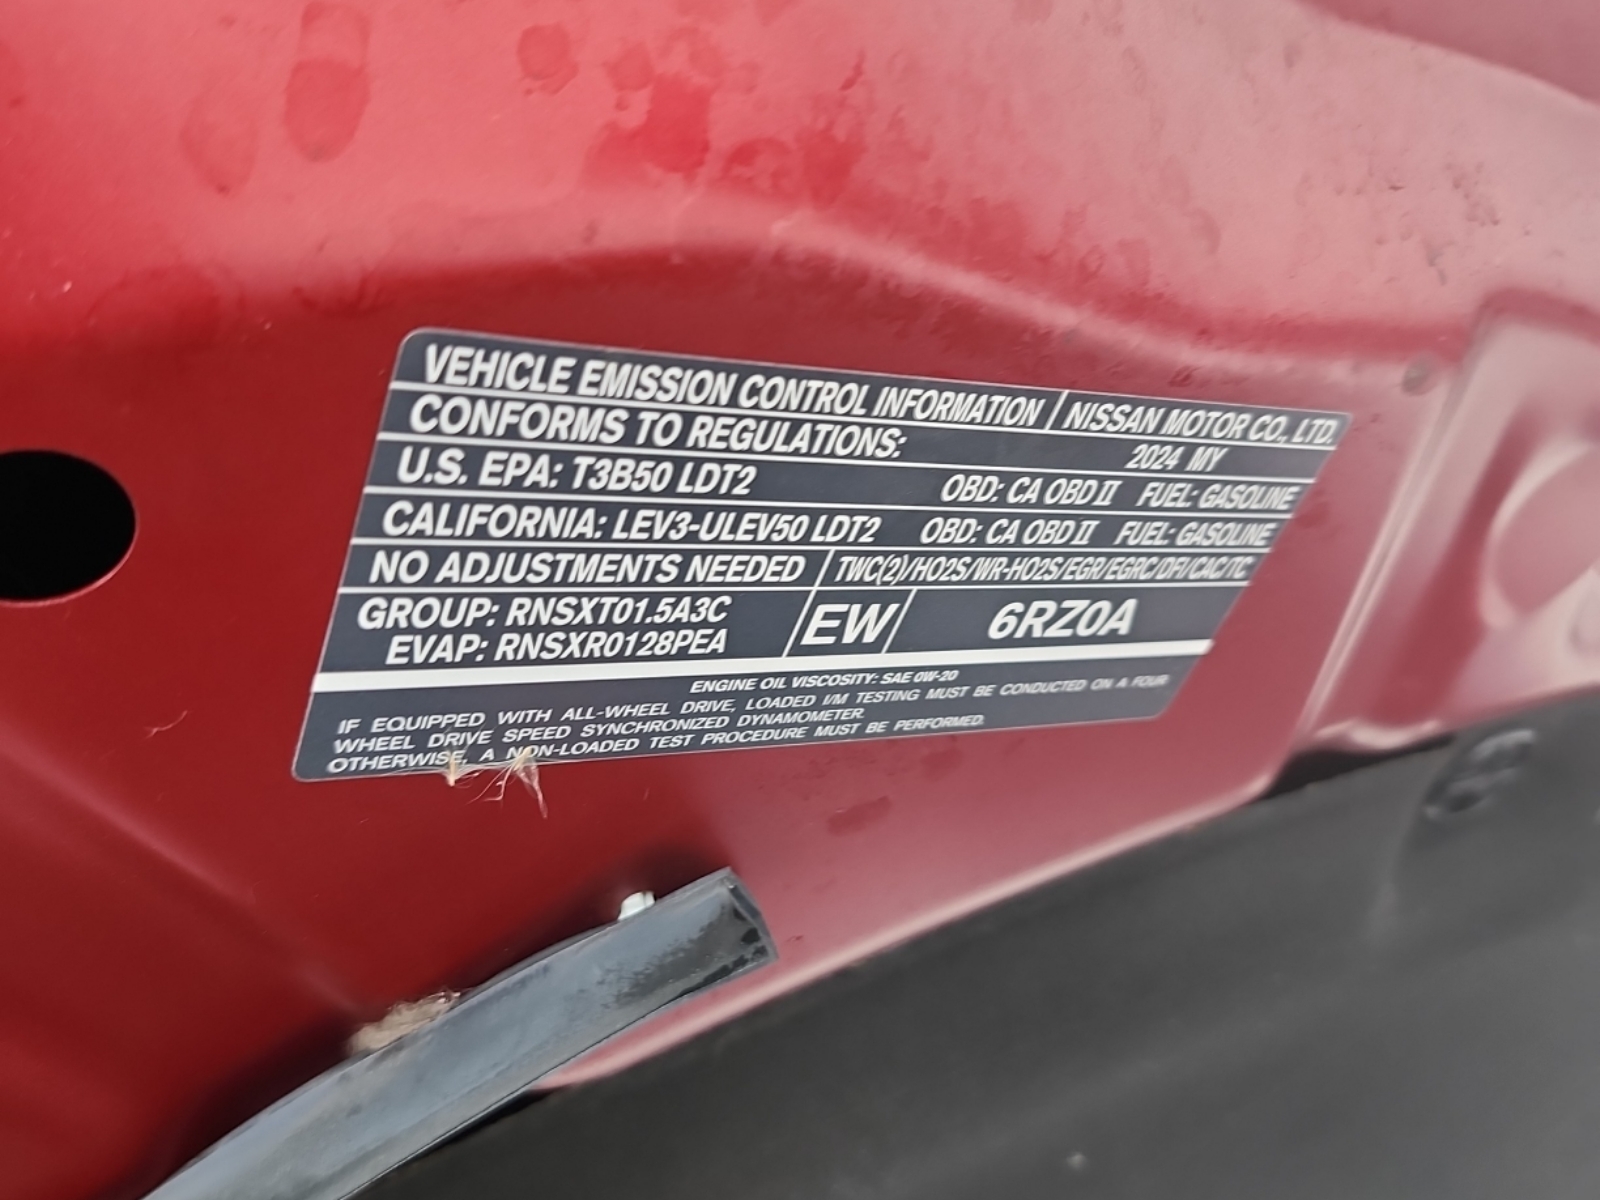 VEHICLE EMISSION CONTROL INFORMATION / NISSAN MOTOR CO., LTD.
CONFORMS TO REGULATIONS: 2024 MY
U.S. EPA: T3B50 LDT2 OBD: CA OBD II FUEL: GASOLINE
CALIFORNIA: LEV3-ULEV50 LDT2 OBD: CA OBD II FUEL: GASOLINE
NO ADJUSTMENTS NEEDED TWC(2)/HO2S/WR-HO2S/EGR/EGRC/DFI/CAC/TC
GROUP: RNSXT01.5A3C
EVAP: RNSXR0128PEA
EW
6RZ0A
ENGINE OIL VISCOSITY: SAE 0W-20
IF EQUIPPED WITH ALL-WHEEL DRIVE, LOADED I/M TESTING MUST BE CONDUCTED ON A FOUR
WHEEL DRIVE SPEED SYNCHRONIZED DYNAMOMETER.
OTHERWISE, A NON-LOADED TEST PROCEDURE MUST BE PERFORMED.